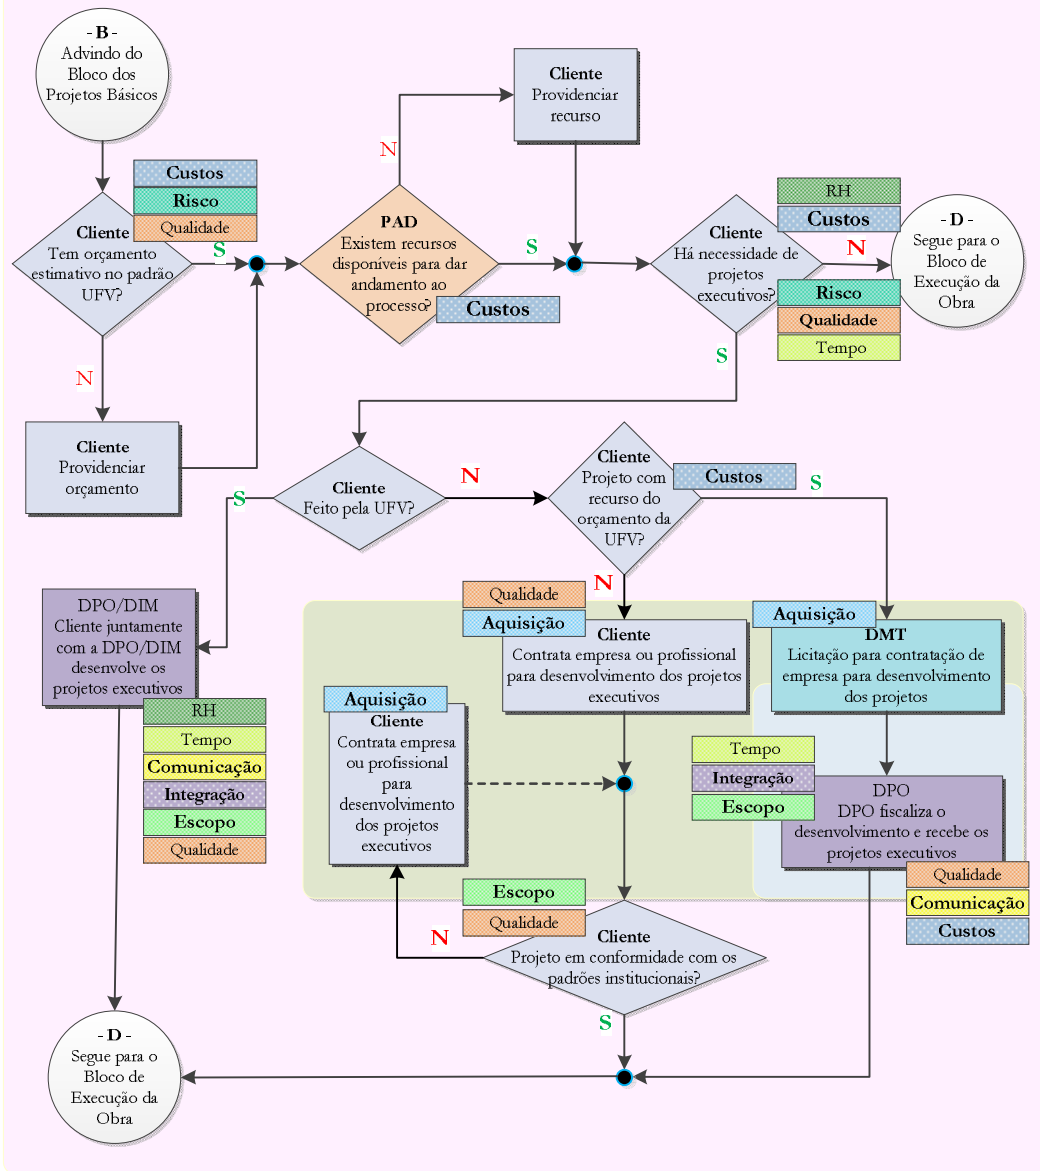 - B -
Advindo do
Bloco dos
Projetos Básicos
Custos
Risco
Qualidade
Cliente
Tem orçamento
estimativo no padrão
UFV?
S
N
Cliente
Providenciar
orçamento
PAD
Existem recursos
disponíveis para dar
andamento ao
processo?
Custos
N
S
Cliente
Providenciar
recurso
RH
Custos
Cliente
Há necessidade de
projetos
executivos?
N
Risco
Qualidade
Tempo
S
- D -
Segue para o
Bloco de
Execução da
Obra
Cliente
Feito pela UFV?
S
N
Cliente
Projeto com
recurso do
orçamento da
UFV?
Custos
S
N
DPO/DIM
Cliente juntamente
com a DPO/DIM
desenvolve os
projetos executivos
RH
Tempo
Comunicação
Integração
Escopo
Qualidade
Qualidade
Aquisição
Cliente
Contrata empresa ou profissional
para desenvolvimento dos projetos
executivos
Aquisição
DMT
Licitação para contratação de
empresa para desenvolvimento
dos projetos
Aquisição
Cliente
Contrata empresa
ou profissional
para
desenvolvimento
dos projetos
executivos
Tempo
Integração
Escopo
DPO
DPO fiscaliza o
desenvolvimento e recebe os
projetos executivos
Qualidade
Comunicação
Custos
Escopo
Qualidade
N
Cliente
Projeto em conformidade com os
padrões institucionais?
S
- D -
Segue para o
Bloco de
Execução da
Obra